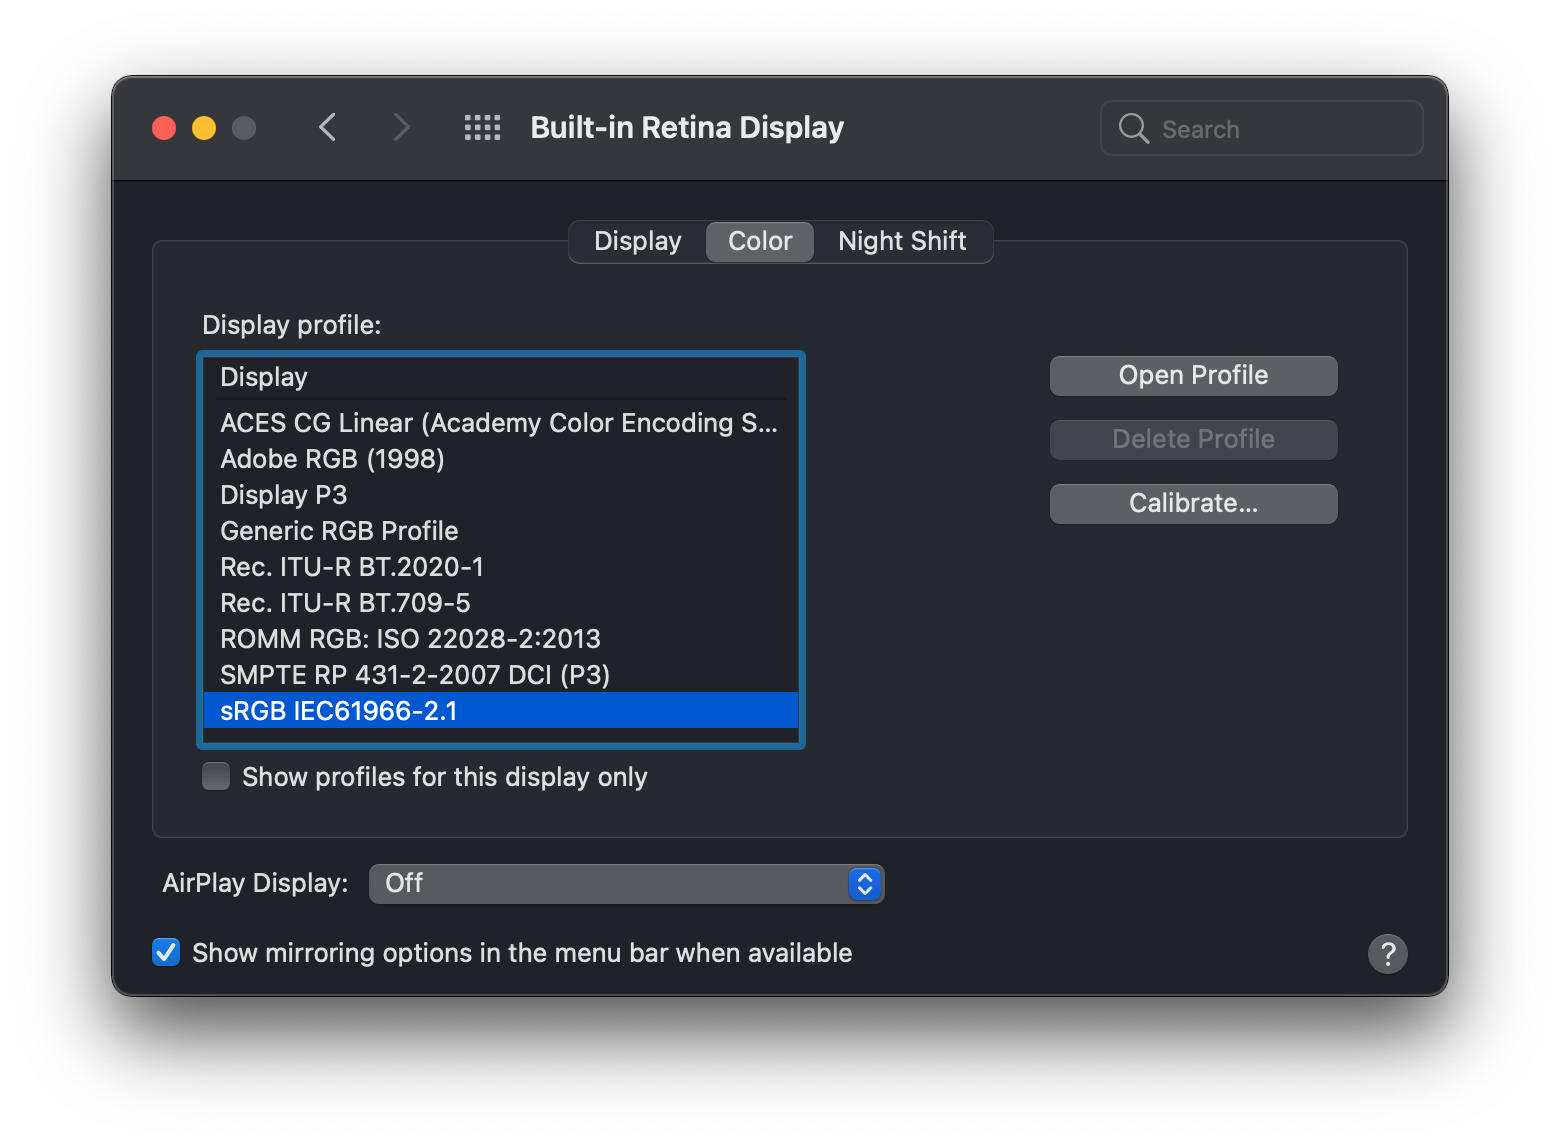 Built-in Retina Display
Search
Display
Color
Night Shift
Display profile:
Display
ACES CG Linear (Academy Color Encoding S...
Adobe RGB (1998)
Display P3
Generic RGB Profile
Rec. ITU-R BT.2020-1
Rec. ITU-R BT.709-5
ROMM RGB: ISO 22028-2:2013
SMPTE RP 431-2-2007 DCI (P3)
sRGB IEC61966-2.1
Open Profile
Delete Profile
Calibrate...
Show profiles for this display only
AirPlay Display: Off
Show mirroring options in the menu bar when available
?